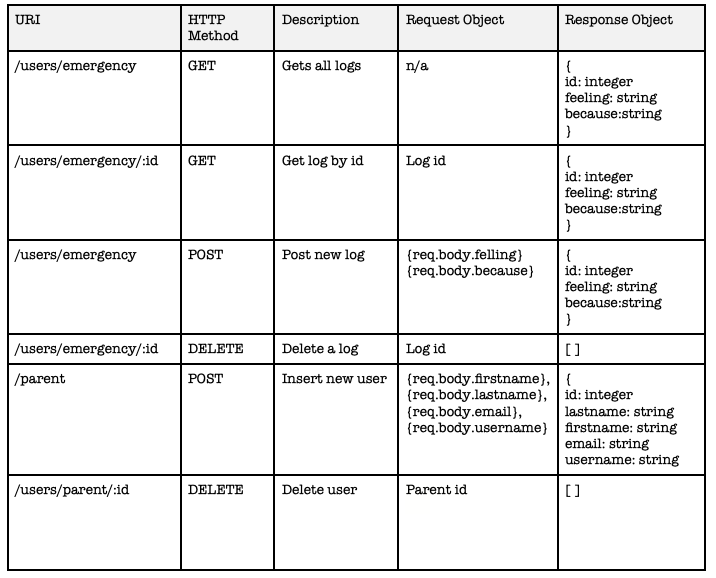 URI HTTP Method Description Request Object Response Object
/users/emergency GET Gets all logs n/a {
id: integer
feeling: string
because:string
}
/users/emergency/:id GET Get log by id Log id {
id: integer
feeling: string
because:string
}
/users/emergency POST Post new log {req.body.felling} {
{req.body.because} id: integer
feeling: string
because:string
}
/users/emergency/:id DELETE Delete a log Log id [ ]
/parent POST Insert new user {req.body.firstname}, {
{req.body.lastname}, id: integer
{req.body.email}, lastname: string
{req.body.username} firstname: string
email: string
username: string
/users/parent/:id DELETE Delete user Parent id [ ]